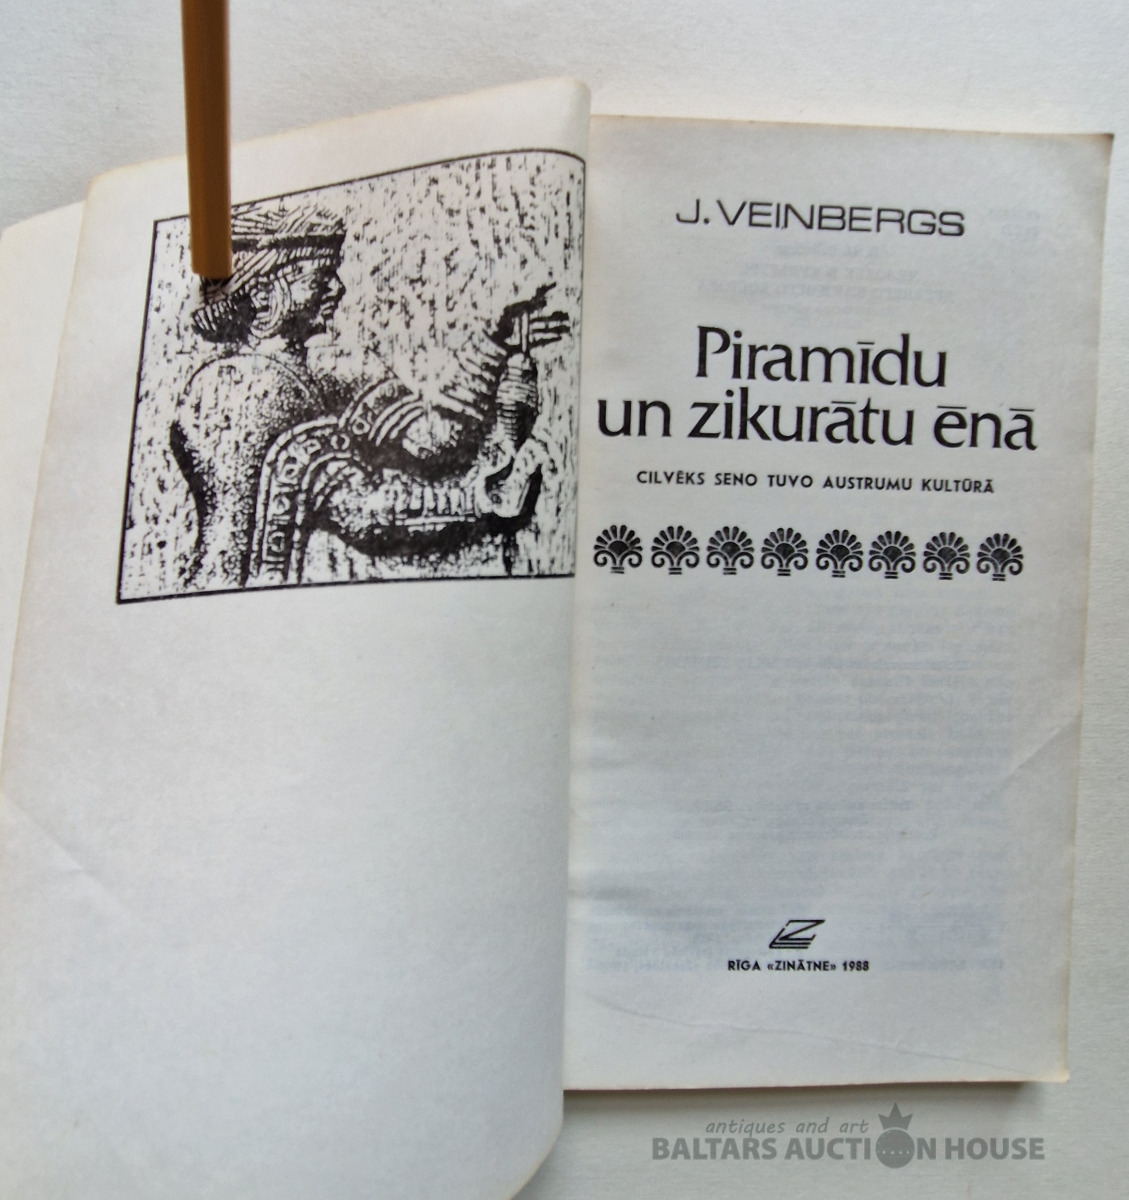 J. VEINBERGS
Piramīdu
un zikurātu ēnā
CILVĒKS SENO TUVO AUSTRUMU KULTŪRĀ
RĪGA «ZINĀTNE» 1988
antiques and art
BALTARS AUCTION HOUSE